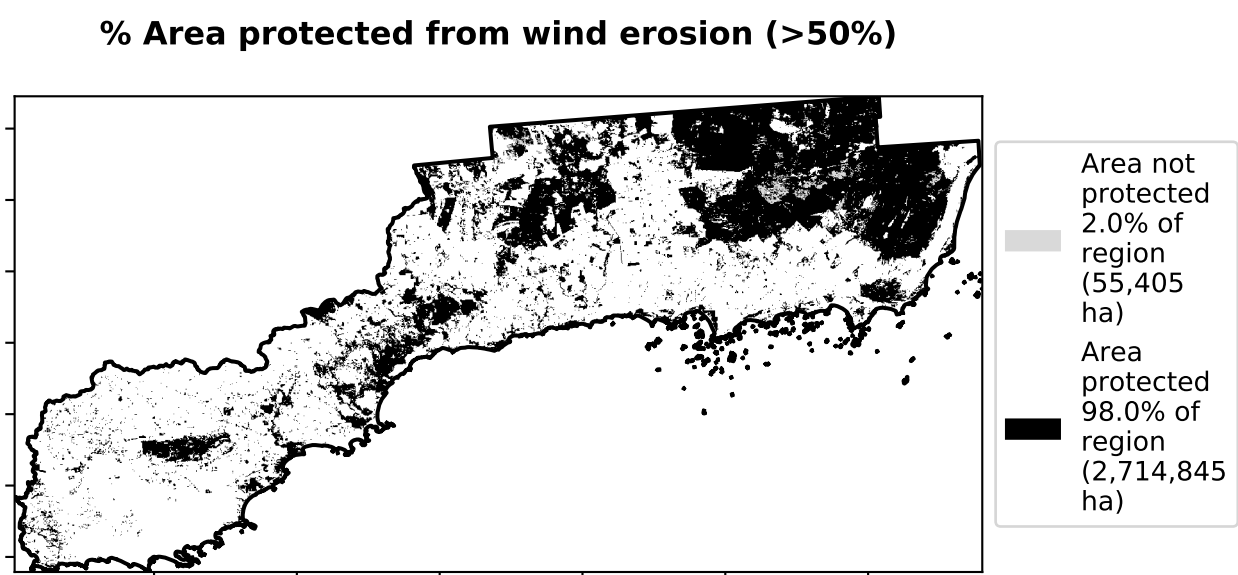 % Area protected from wind erosion (>50%)
Area not
protected
2.0% of
region
(55,405
ha)
Area
protected
98.0% of
region
(2,714,845
ha)